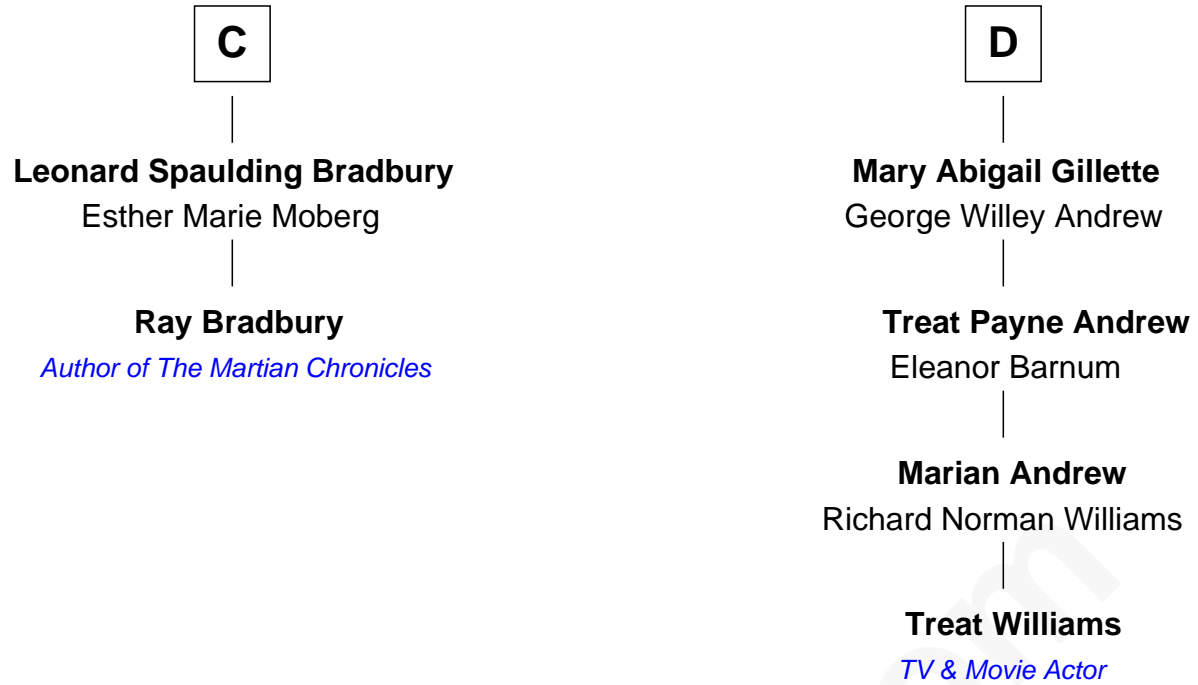 C
Leonard Spaulding Bradbury
Esther Marie Moberg
Ray Bradbury
Author of The Martian Chronicles
D
Mary Abigail Gillette
George Willey Andrew
Treat Payne Andrew
Eleanor Barnum
Marian Andrew
Richard Norman Williams
Treat Williams
TV & Movie Actor